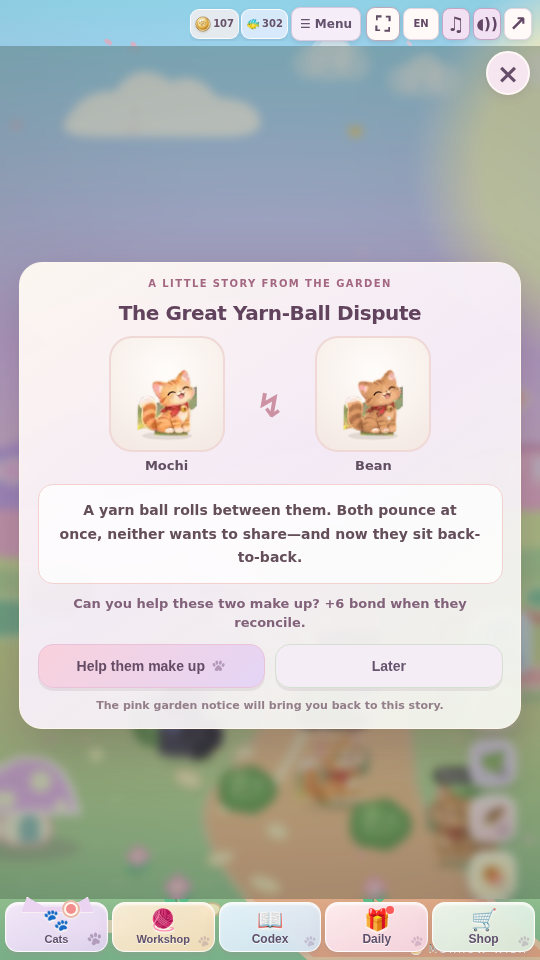 107
302
☰ Menu
EN
A LITTLE STORY FROM THE GARDEN
The Great Yarn-Ball Dispute
Mochi
Bean
A yarn ball rolls between them. Both pounce at
once, neither wants to share—and now they sit back-
to-back.
Can you help these two make up? +6 bond when they
reconcile.
Help them make up
Later
The pink garden notice will bring you back to this story.
Cats
Workshop
Codex
Daily
Shop